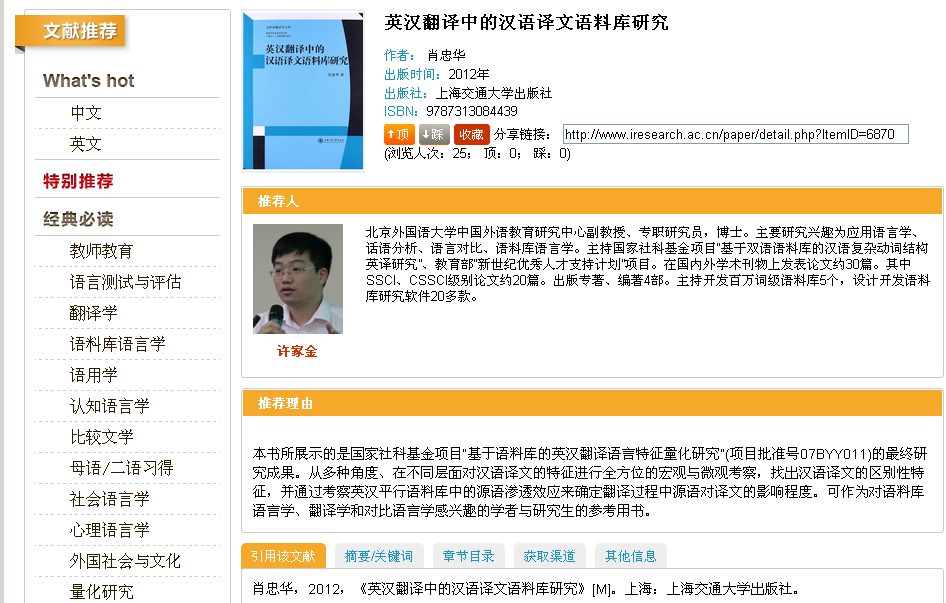 文献推荐
What's hot
中文
英文
特别推荐
经典必读
教师教育
语言测试与评估
翻译学
语料库语言学
语用学
认知语言学
比较文学
母语/二语习得
社会语言学
心理语言学
外国社会与文化
量化研究
英汉翻译中的
汉语译文语料库研究
英汉翻译中的汉语译文语料库研究
作者： 肖忠华
出版时间：2012年
出版社：上海交通大学出版社
ISBN：9787313084439
↑顶 ↓踩 收藏 分享链接： http://www.iresearch.ac.cn/paper/detail.php?ItemID=6870
(浏览人次：25； 顶：0； 踩：0)
推荐人
北京外国语大学中国外语教育研究中心副教授、专职研究员，博士。主要研究兴趣为应用语言学、
话语分析、语言对比、语料库语言学。主持国家社科基金项目"基于双语语料库的汉语复杂动词结构
英译研究"、教育部"新世纪优秀人才支持计划"项目。在国内外学术刊物上发表论文约30篇。其中
SSCI、CSSCI级别论文约20篇。出版专著、编著4部。主持开发百万词级语料库5个，设计开发语料
库研究软件20多款。
许家金
推荐理由
本书所展示的是国家社科基金项目"基于语料库的英汉翻译语言特征量化研究"(项目批准号07BYY011)的最终研
究成果。从多种角度、在不同层面对汉语译文的特征进行全方位的宏观与微观考察，找出汉语译文的区别性特
征，并通过考察英汉平行语料库中的源语渗透效应来确定翻译过程中源语对译文的影响程度。可作为对语料库
语言学、翻译学和对比语言学感兴趣的学者与研究生的参考用书。
引用该文献 摘要/关键词 章节目录 获取渠道 其他信息
肖忠华，2012，《英汉翻译中的汉语译文语料库研究》[M]。上海：上海交通大学出版社。